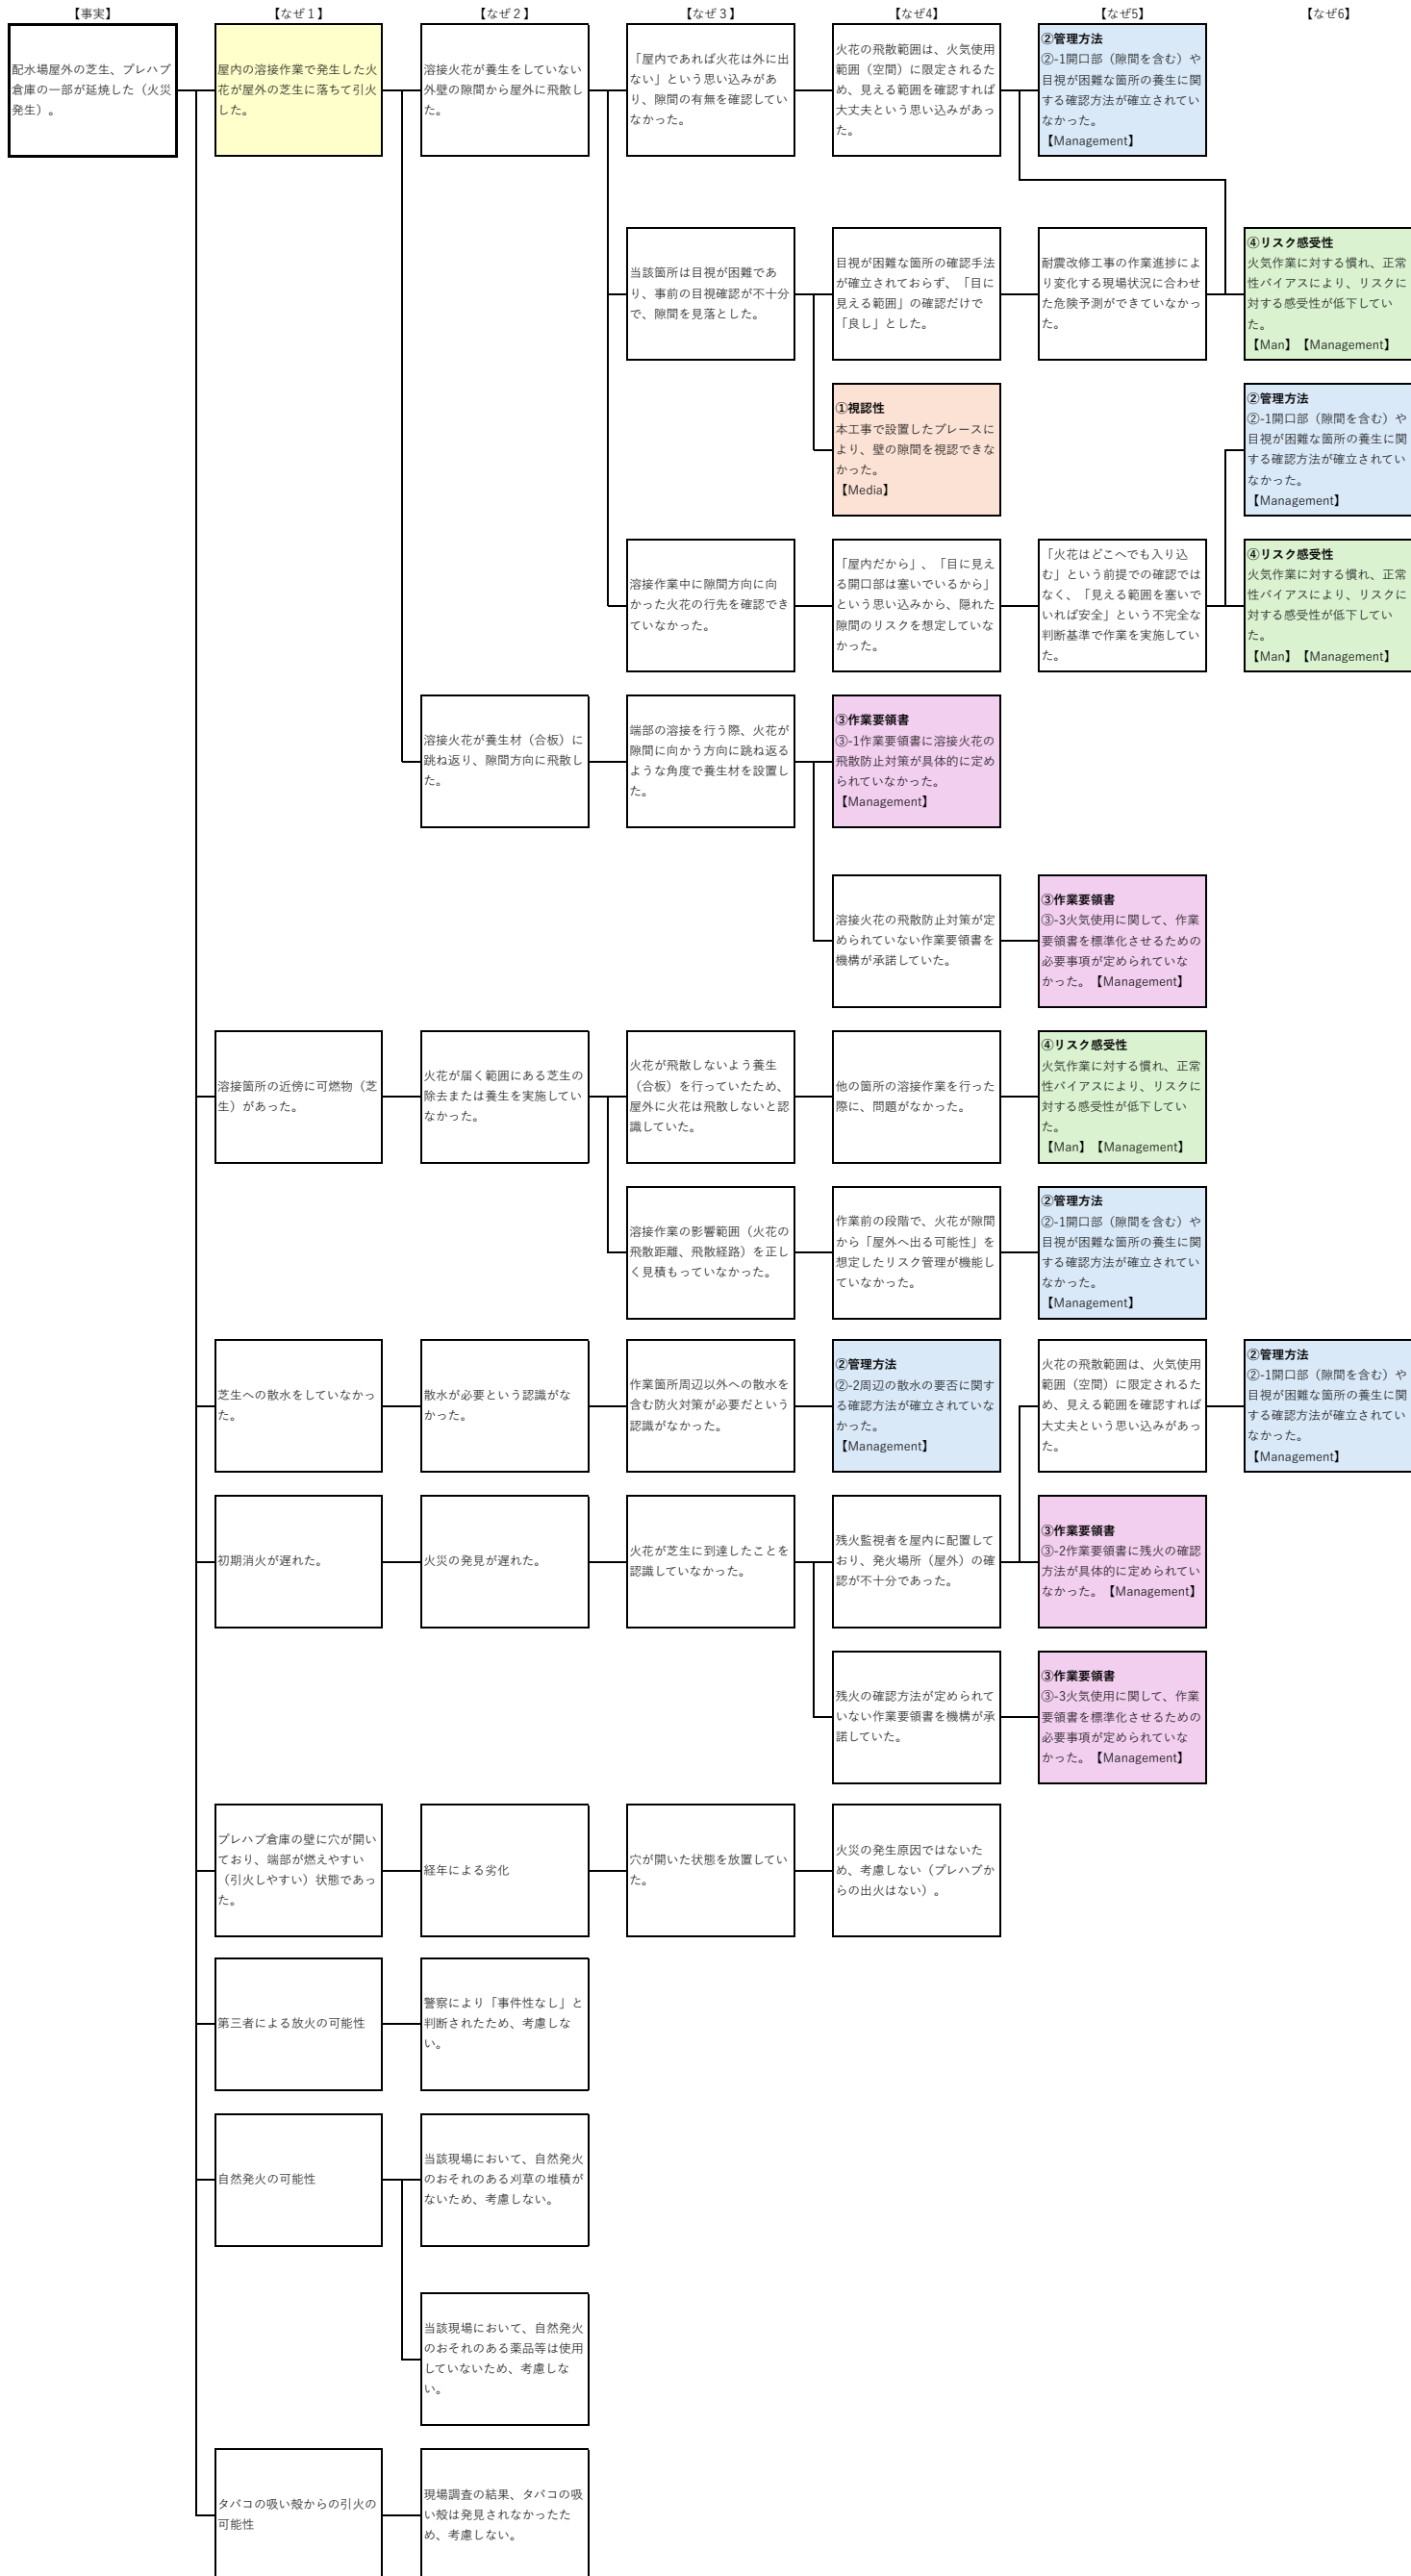 【事実】
【なぜ１】
【なぜ２】
【なぜ３】
【なぜ4】
【なぜ5】
【なぜ6】
配水場屋外の芝生、プレハブ
倉庫の一部が延焼した（火災
発生）。
屋内の溶接作業で発生した火
花が屋外の芝生に落ちて引火
した。
溶接火花が養生をしていない
外壁の隙間から屋外に飛散し
た。
「屋内であれば火花は外に出
ない」という思い込みがあ
り、隙間の有無を確認してい
なかった。
火花の飛散範囲は、火気使用
範囲（空間）に限定されるた
め、見える範囲を確認すれば
大丈夫という思い込みがあっ
た。
②管理方法
②-1開口部（隙間を含む）や
目視が困難な箇所の養生に関
する確認方法が確立されてい
なかった。
【Management】
当該箇所は目視が困難であ
り、事前の目視確認が不十分
で、隙間を見落とした。
目視が困難な箇所の確認手法
が確立されておらず、「目に
見える範囲」の確認だけで
「良し」とした。
耐震改修工事の作業進捗によ
り変化する現場状況に合わせ
た危険予測ができていなかっ
た。
④リスク感受性
火気作業に対する慣れ、正常
性バイアスにより、リスクに
対する感受性が低下してい
た。
【Man】【Management】
①視認性
本工事で設置したブレースに
より、壁の隙間を視認できな
かった。
【Media】
②管理方法
②-1開口部（隙間を含む）や
目視が困難な箇所の養生に関
する確認方法が確立されてい
なかった。
【Management】
溶接作業中に隙間方向に向
かった火花の行先を確認でき
ていなかった。
「屋内だから」、「目に見え
る開口部は塞いでいるから」
という思い込みから、隠れた
隙間のリスクを想定していな
かった。
「火花はどこへでも入り込
む」という前提での確認では
なく、「見える範囲を塞いで
いれば安全」という不完全な
判断基準で作業を実施してい
た。
④リスク感受性
火気作業に対する慣れ、正常
性バイアスにより、リスクに
対する感受性が低下してい
た。
【Man】【Management】
溶接火花が養生材（合板）に
跳ね返り、隙間方向に飛散し
た。
端部の溶接を行う際、火花が
隙間に向かう方向に跳ね返る
ような角度で養生材を設置し
た。
③作業要領書
③-1作業要領書に溶接火花の
飛散防止対策が具体的に定め
られていなかった。
【Management】
溶接火花の飛散防止対策が定
められていない作業要領書を
機構が承諾していた。
③作業要領書
③-3火気使用に関して、作業
要領書を標準化させるための
必要事項が定められていな
かった。【Management】
溶接箇所の近傍に可燃物（芝
生）があった。
火花が届く範囲にある芝生の
除去または養生を実施してい
なかった。
火花が飛散しないよう養生
（合板）を行っていたため、
屋外に火花は飛散しないと認
識していた。
他の箇所の溶接作業を行った
際に、問題がなかった。
④リスク感受性
火気作業に対する慣れ、正常
性バイアスにより、リスクに
対する感受性が低下してい
た。
【Man】【Management】
溶接作業の影響範囲（火花の
飛散距離、飛散経路）を正し
く見積もっていなかった。
作業前の段階で、火花が隙間
から「屋外へ出る可能性」を
想定したリスク管理が機能し
ていなかった。
②管理方法
②-1開口部（隙間を含む）や
目視が困難な箇所の養生に関
する確認方法が確立されてい
なかった。
【Management】
芝生への散水をしていなかっ
た。
散水が必要という認識がな
かった。
作業箇所周辺以外への散水を
含む防火対策が必要だという
認識がなかった。
②管理方法
②-2周辺の散水の要否に関す
る確認方法が確立されていな
かった。
【Management】
火花の飛散範囲は、火気使用
範囲（空間）に限定されるた
め、見える範囲を確認すれば
大丈夫という思い込みがあっ
た。
②管理方法
②-1開口部（隙間を含む）や
目視が困難な箇所の養生に関
する確認方法が確立されてい
なかった。
【Management】
初期消火が遅れた。
火災の発見が遅れた。
火花が芝生に到達したことを
認識していなかった。
残火監視者を屋内に配置して
おり、発火場所（屋外）の確
認が不十分であった。
③作業要領書
③-2作業要領書に残火の確認
方法が具体的に定められてい
なかった。【Management】
残火の確認方法が定められて
いない作業要領書を機構が承
諾していた。
③作業要領書
③-3火気使用に関して、作業
要領書を標準化させるための
必要事項が定められていな
かった。【Management】
プレハブ倉庫の壁に穴が開い
ており、端部が燃えやすい
（引火しやすい）状態であっ
た。
経年による劣化
穴が開いた状態を放置してい
た。
火災の発生原因ではないた
め、考慮しない（プレハブか
らの出火はない）。
第三者による放火の可能性
警察により「事件性なし」と
判断されたため、考慮しな
い。
自然発火の可能性
当該現場において、自然発火
のおそれのある刈草の堆積が
ないため、考慮しない。
当該現場において、自然発火
のおそれのある薬品等は使用
していないため、考慮しな
い。
タバコの吸い殻からの引火の
可能性
現場調査の結果、タバコの吸
い殻は発見されなかったた
め、考慮しない。